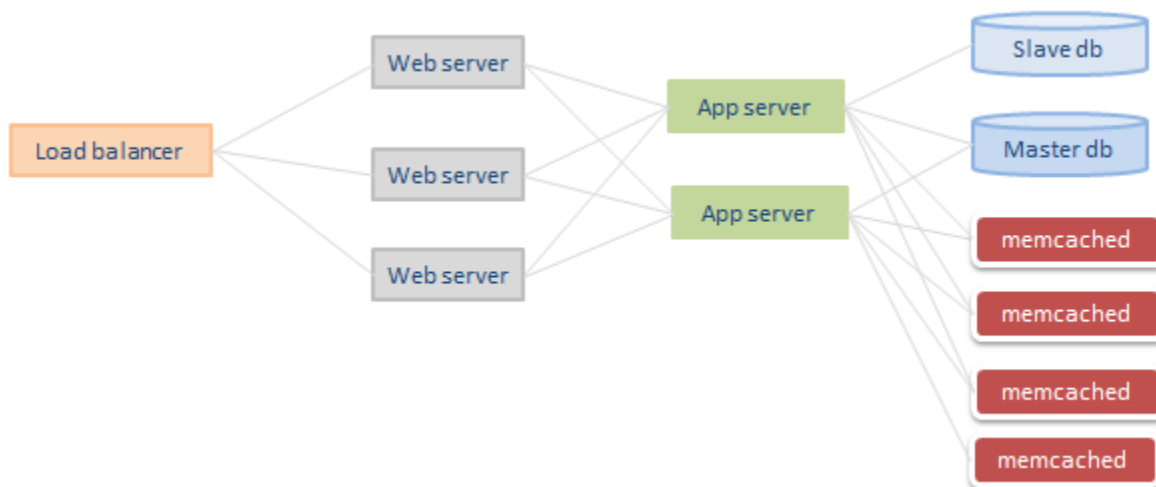 Load balancer
Web server
Web server
Web server
App server
App server
Slave db
Master db
memcached
memcached
memcached
memcached